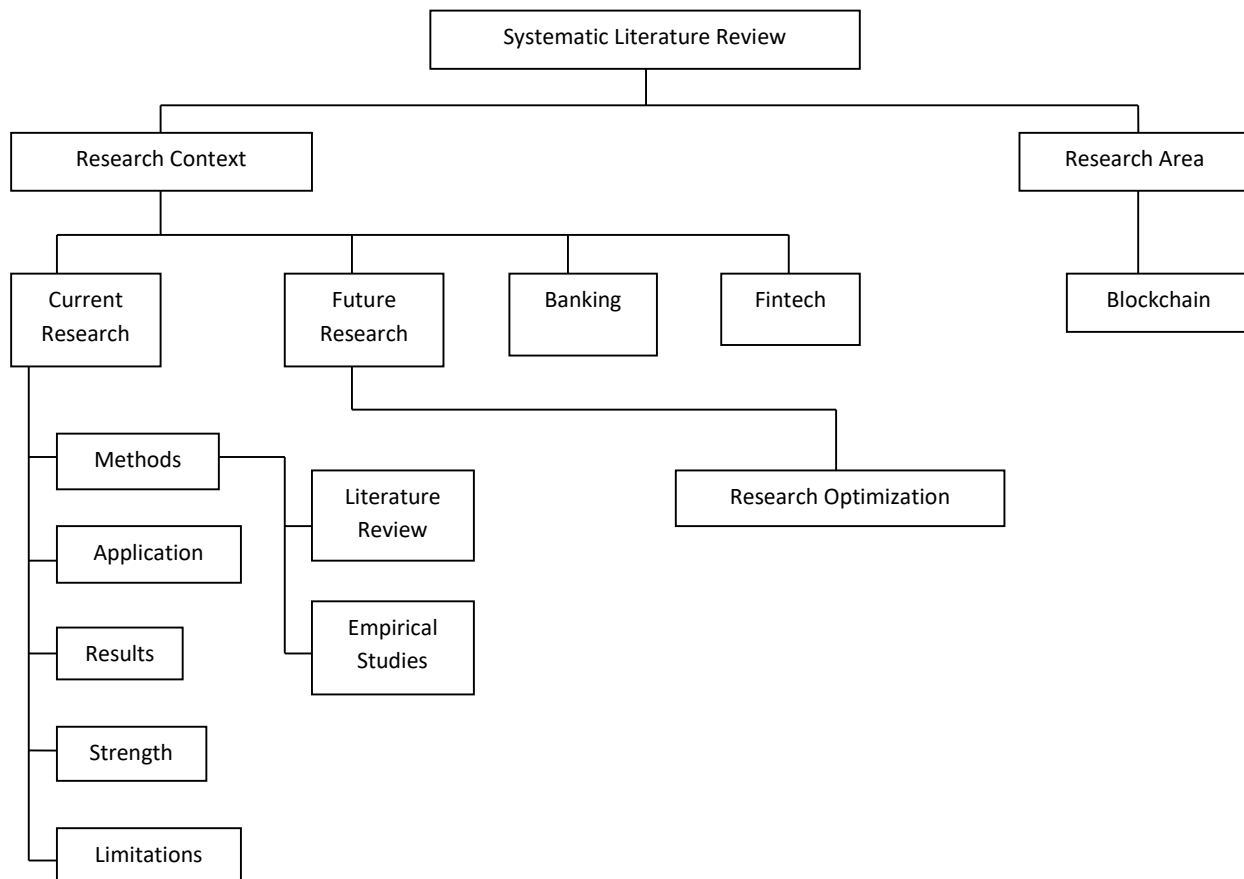 Systematic Literature Review
Research Context
Research Area
Current
Research
Future
Research
Banking
Fintech
Blockchain
Methods
Literature
Review
Research Optimization
Application
Empirical
Studies
Results
Strength
Limitations